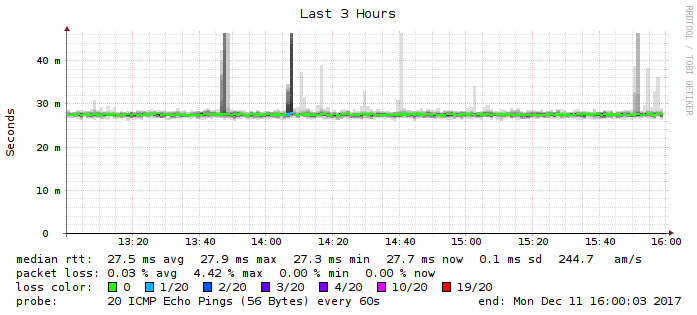 Last 3 Hours
RRDTOOL / TOBI OETIKER
Seconds
40 m
30 m
20 m
10 m
0
13:20 13:40 14:00 14:20 14:40 15:00 15:20 15:40 16:00
median rtt: 27.5 ms avg 27.9 ms max 27.3 ms min 27.7 ms now 0.1 ms sd 244.7 am/s
packet loss: 0.03 % avg 4.42 % max 0.00 % min 0.00 % now
loss color: 0 1/20 2/20 3/20 4/20 10/20 19/20
probe: 20 ICMP Echo Pings (56 Bytes) every 60s end: Mon Dec 11 16:00:03 2017